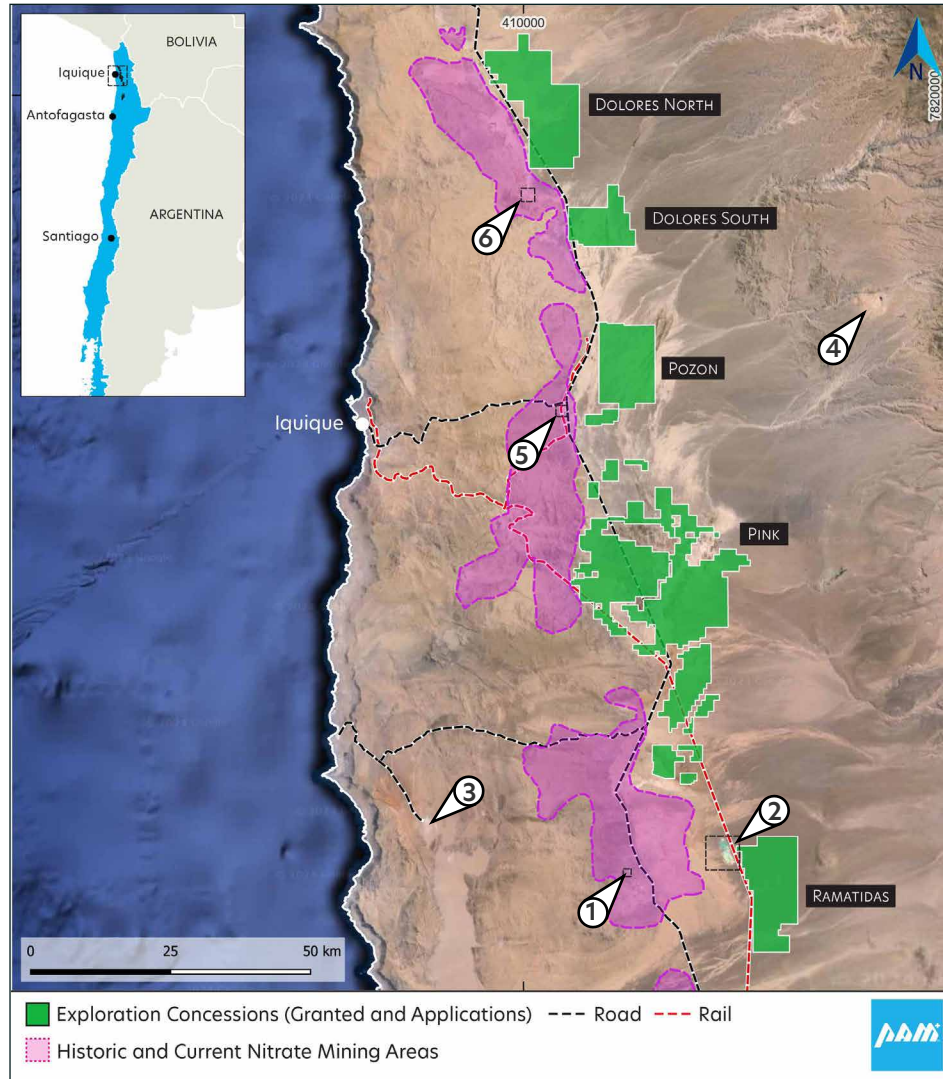 BOLIVIA
Iquique
Antofagasta
ARGENTINA
Santiago
410000
N
7820000
DOLORES NORTH
DOLORES SOUTH
6
4
POZON
Iquique
5
PINK
3
2
1
RAMATIDAS
0 25 50 km
Exploration Concessions (Granted and Applications) Road Rail
Historic and Current Nitrate Mining Areas
PAM